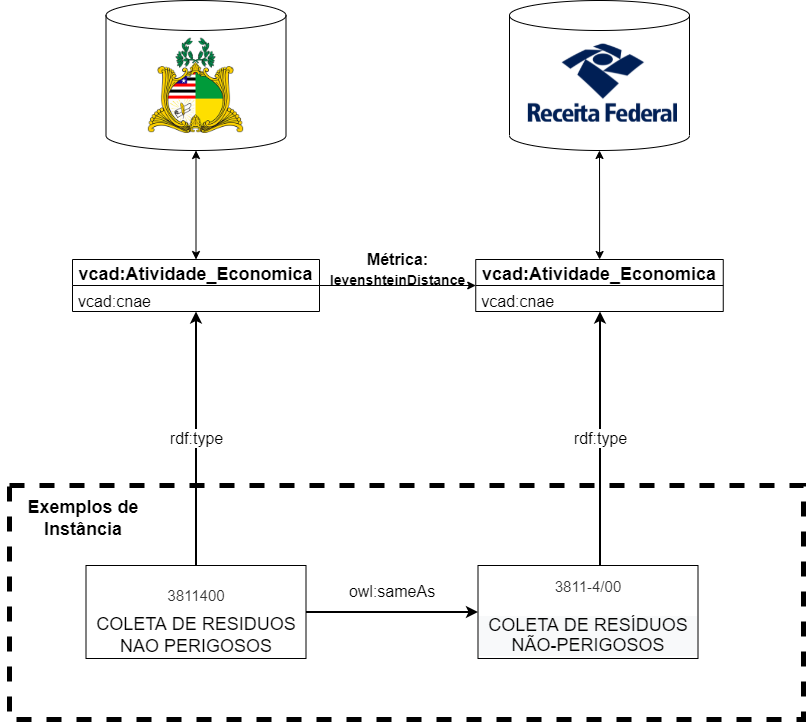 Receita Federal
Métrica:
levenshteinDistance
vcad:Atividade_Economica
vcad:cnae
vcad:Atividade_Economica
vcad:cnae
rdf:type
rdf:type
Exemplos de
Instância
3811400
COLETA DE RESIDUOS
NAO PERIGOSOS
owl:sameAs
3811-4/00
COLETA DE RESÍDUOS
NÃO-PERIGOSOS